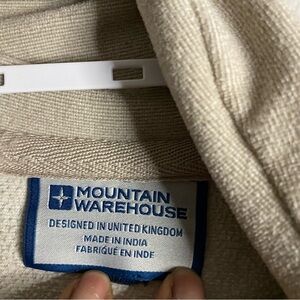 MOUNTAIN
WAREHOUSE
DESIGNED IN UNITED KINGDOM
MADE IN INDIA
FABRIQUÉ EN INDE